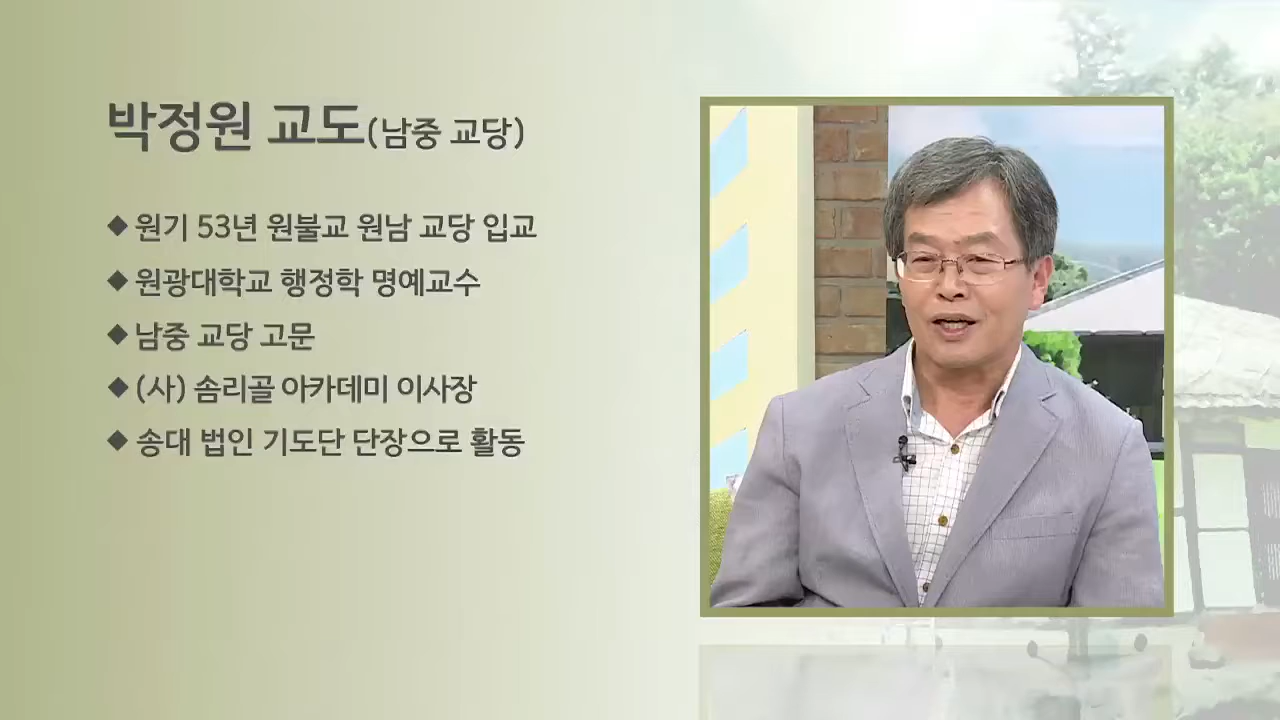 박정원 교도(남중 교당)
◆ 원기 53년 원불교 원남 교당 입교
◆ 원광대학교 행정학 명예교수
◆ 남중 교당 고문
◆ (사) 솜리골 아카데미 이사장
◆ 송대 법인 기도단 단장으로 활동